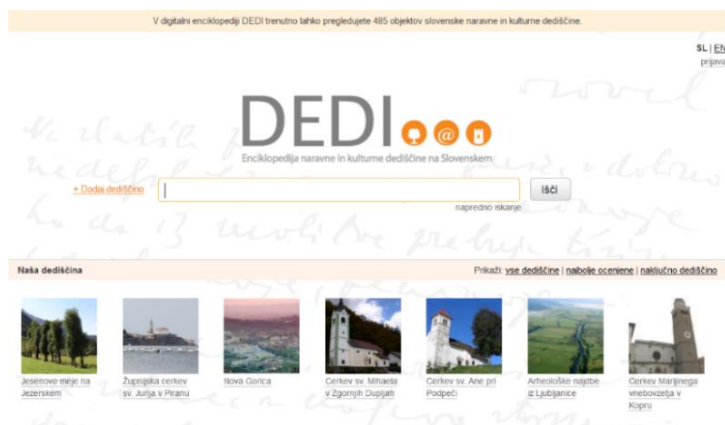 V digitalni enciklopediji DEDI trenutno lahko pregledujete 485 objektov slovenske naravne in kulturne dediščine.
SL | EN
prijava
DEDI
@
Enciklopedija naravne in kulturne dediščine na Slovenskem
+ Dodaj dediščino
Išči
napredno iskanje
Naša dediščina
Prikaži: vse dediščine | najbolje ocenjene | naključno dediščino
Jesenove meje na
Jezerskem
Župnijska cerkev
sv. Jurija v Piranu
Nova Gorica
Cerkev sv. Mihaela
v Zgornjih Dupljah
Cerkev sv. Ane pri
Podpeči
Arheološke najdbe
iz Ljubljanice
Cerkev Marijinega
vnebovzetja v
Kopru